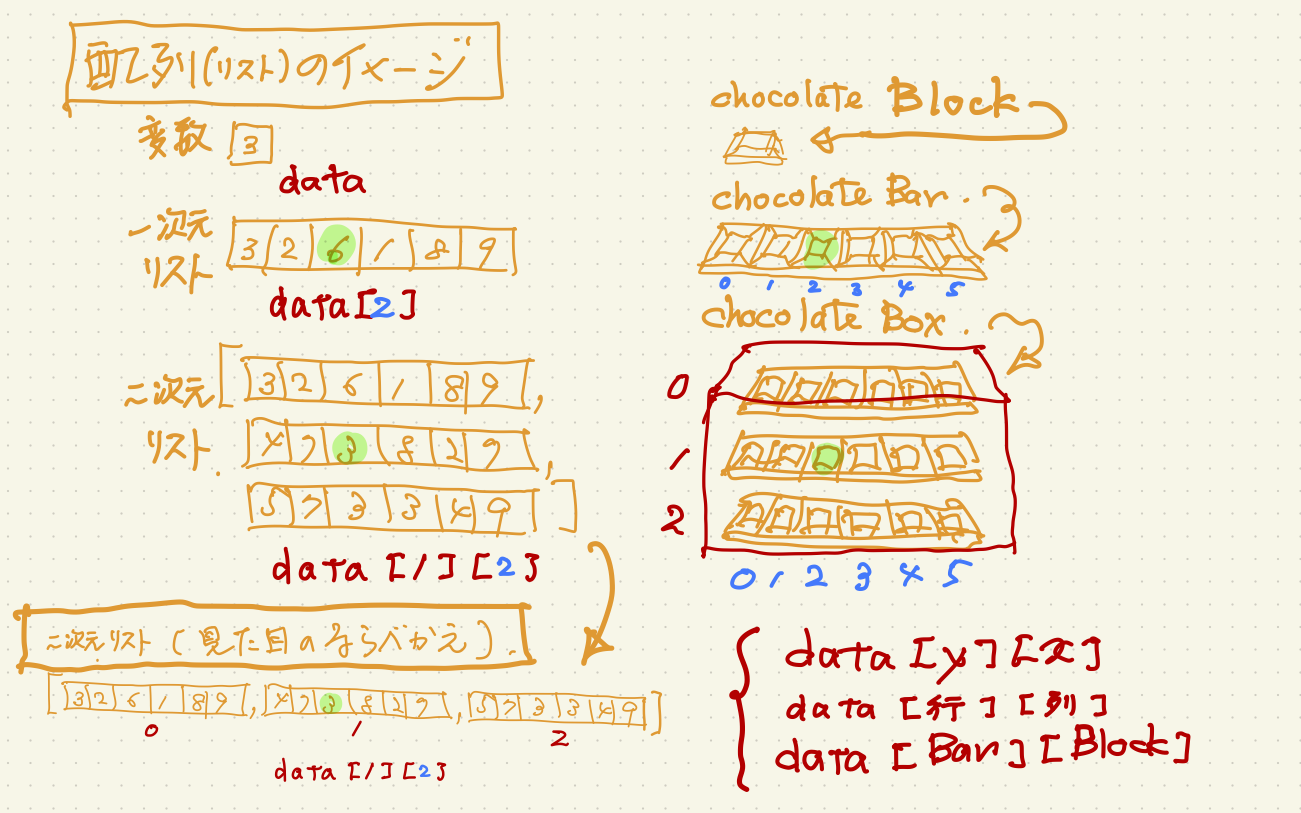 配列(リスト)のイメージ
変数 3
data
一次元
リスト
3 2 6 1 8 9
data[2]
二次元
リスト.
[3 2 6 1 8 9,
4 7 3 8 2 9,
5 7 3 3 4 9]
data[1][2]
二次元リスト(見た目のならべかえ).
[3 2 6 1 8 9, 4 7 3 8 2 9, 5 7 3 3 4 9]
0 1 2
data[1][2]
chocolate Block
chocolate Bar.
0 1 2 3 4 5
chocolate Box.
0
1
2
0 1 2 3 4 5
data[y][x]
data[行][列]
data[Bar][Block]